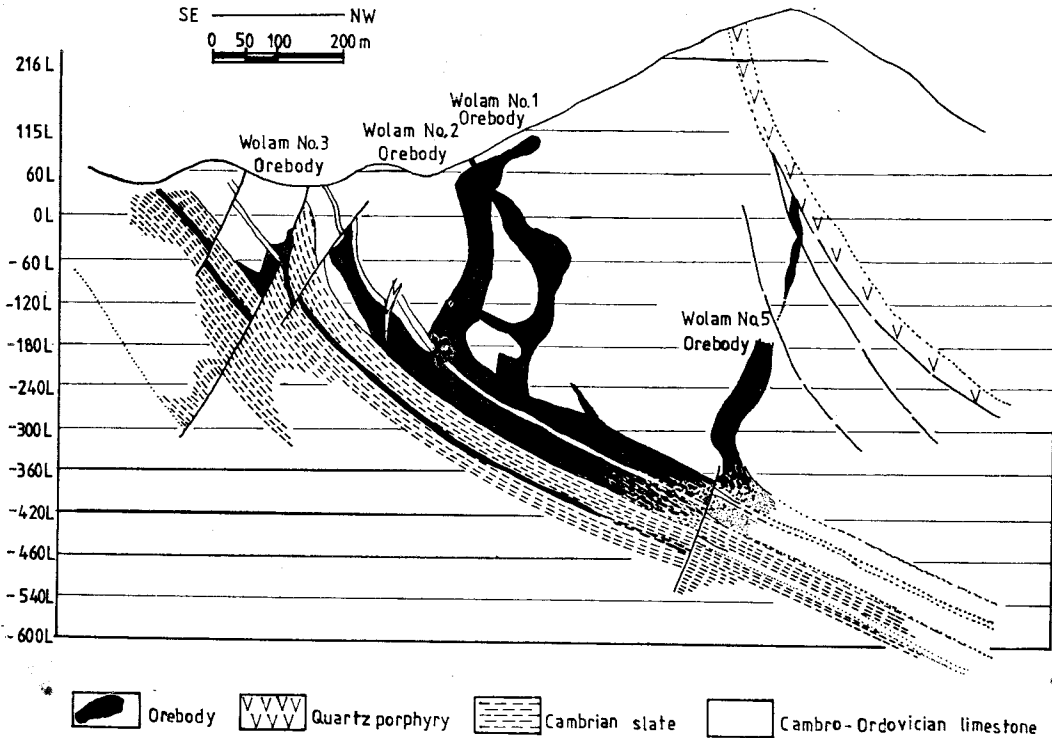 SE NW
0 50 100 200 m
216 L
115 L
60 L
0 L
- 60 L
-120 L
-180 L
-240 L
-300 L
-360 L
-420 L
-460 L
-540 L
-600L
Wolam No.1
Orebody
Wolam No.2
Orebody
Wolam No.3
Orebody
Wolam No.5
Orebody
V V V V V V V V V V
Orebody
V V V V
V V V
Quartz porphyry
Cambrian slate
Cambro-Ordovician limestone